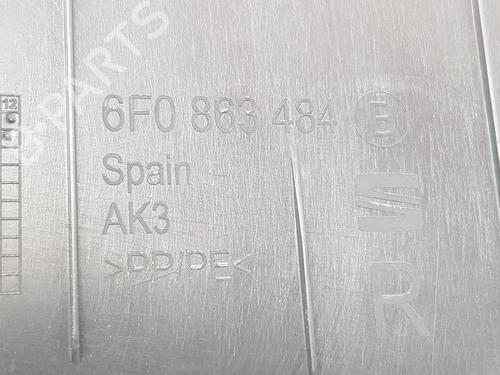 B-PARTS
12
6F0 863 484 B
Spain
AK3
>PP/PE<
R